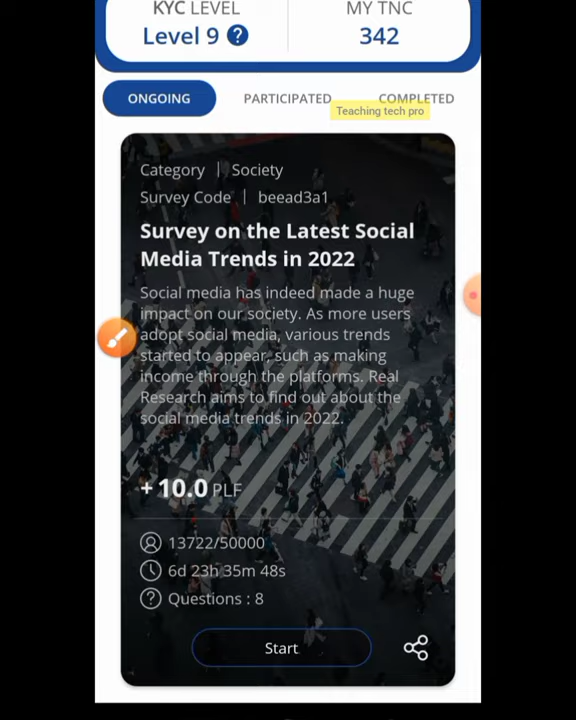 KYC LEVEL
MY TNC
Level 9 ?
342
ONGOING
PARTICIPATED
COMPLETED
Teaching tech pro
Category | Society
Survey Code | beead3a1
Survey on the Latest Social
Media Trends in 2022
Social media has indeed made a huge
impact on our society. As more users
adopt social media, various trends
started to appear, such as making
income through the platforms. Real
Research aims to find out about the
social media trends in 2022.
+ 10.0 PLF
13722/50000
6d 23h 35m 48s
? Questions : 8
Start